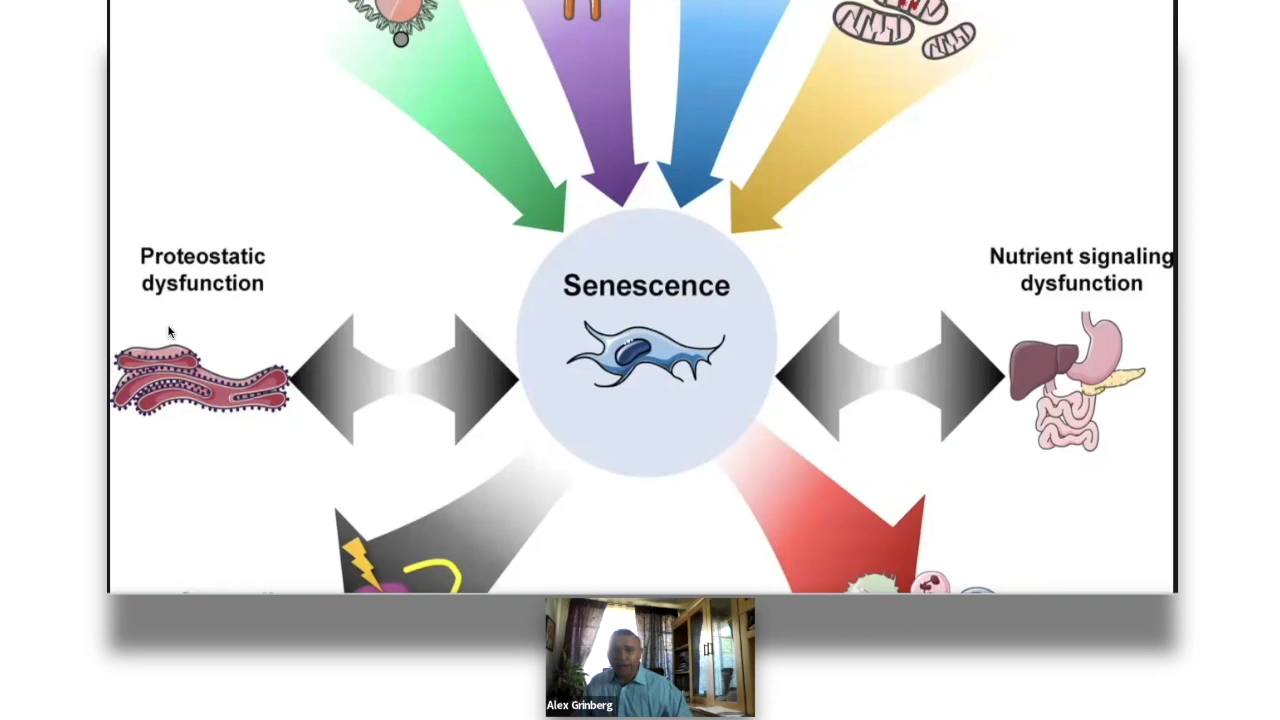 Proteostatic
dysfunction
Senescence
Nutrient signaling
dysfunction
Alex Grinberg